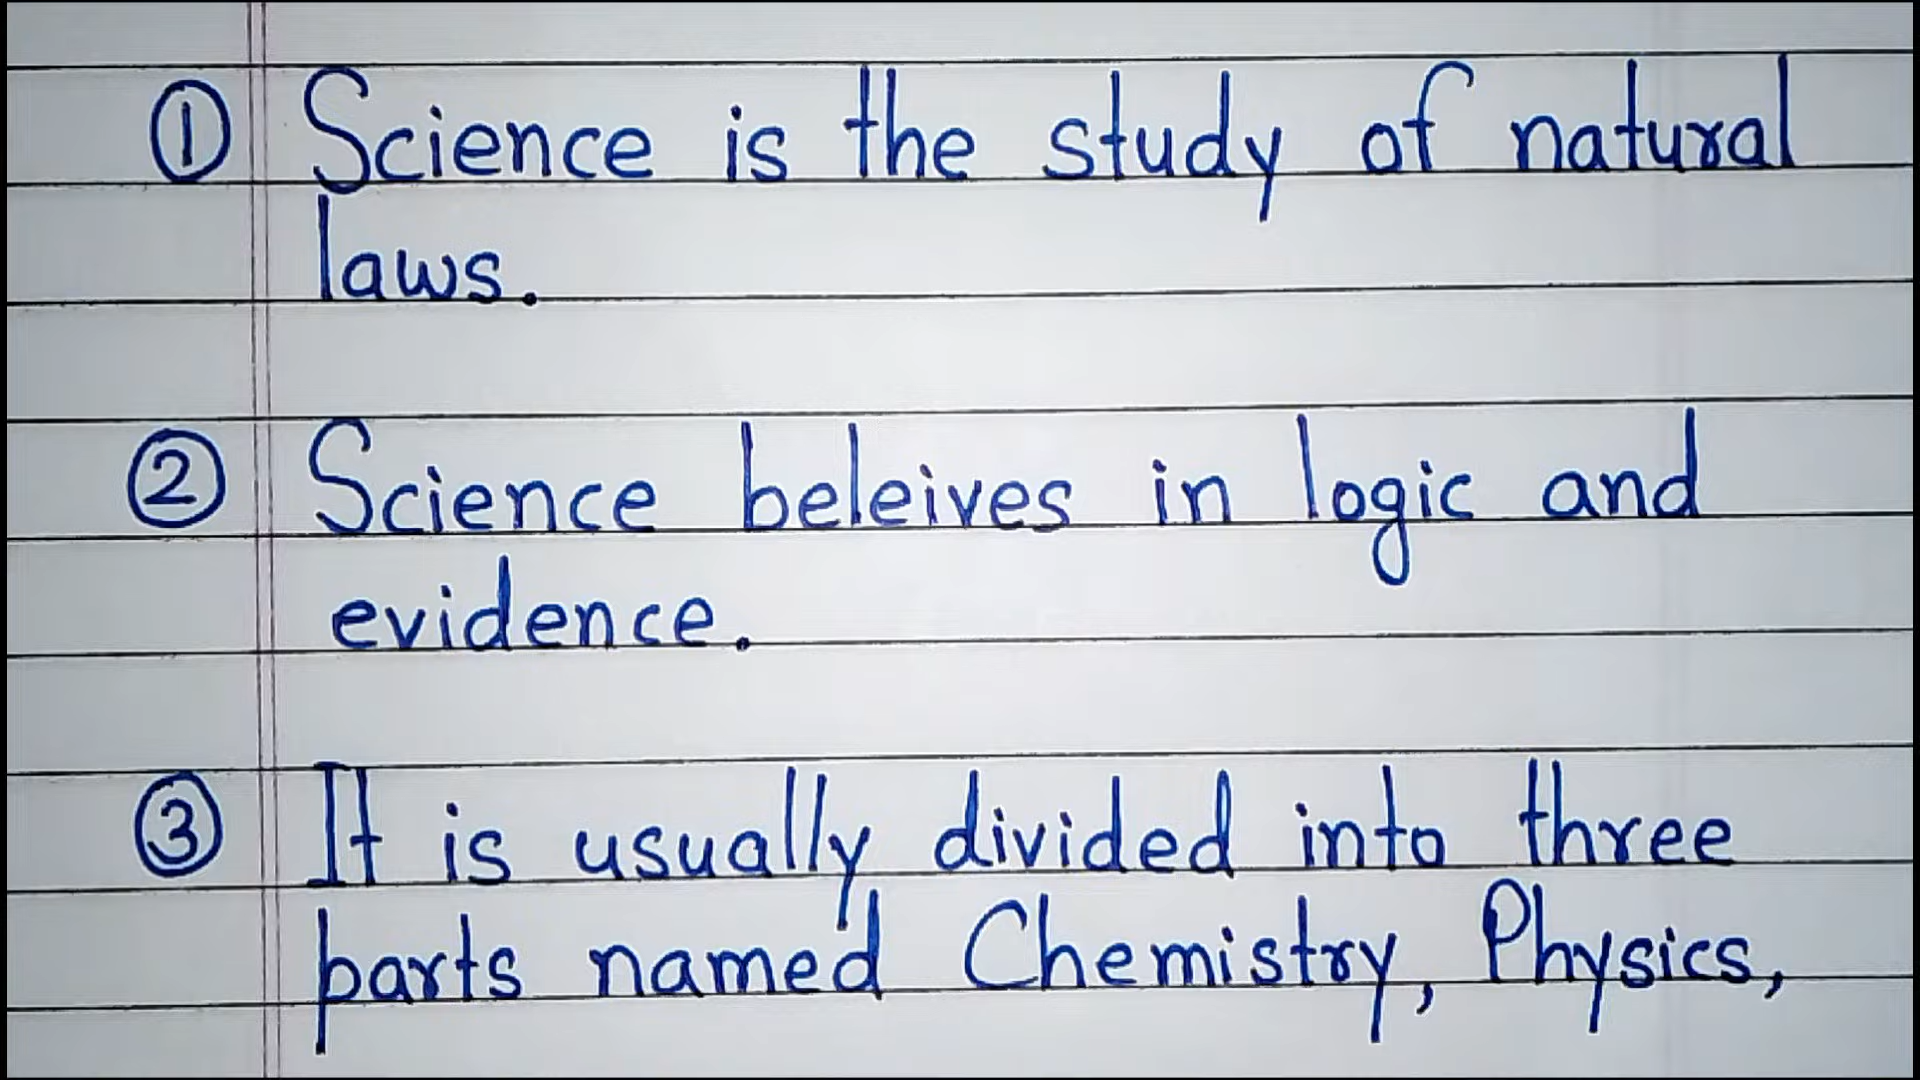 ① Science is the study of natural
laws.
② Science beleives in logic and
evidence.
③ It is usually divided into three
parts named Chemistry, Physics,